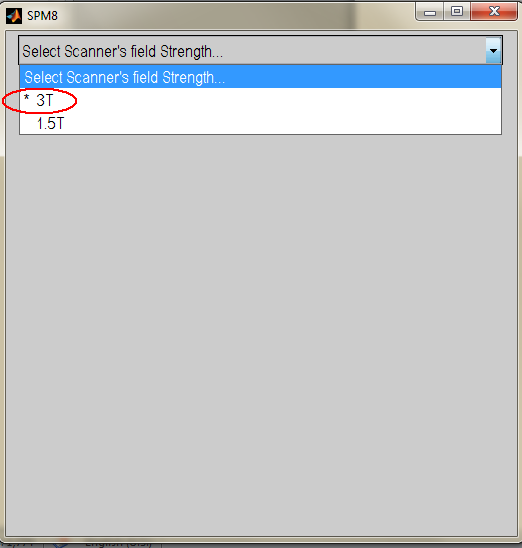 SPM8
Select Scanner's field Strength...
Select Scanner's field Strength...
* 3T
1.5T